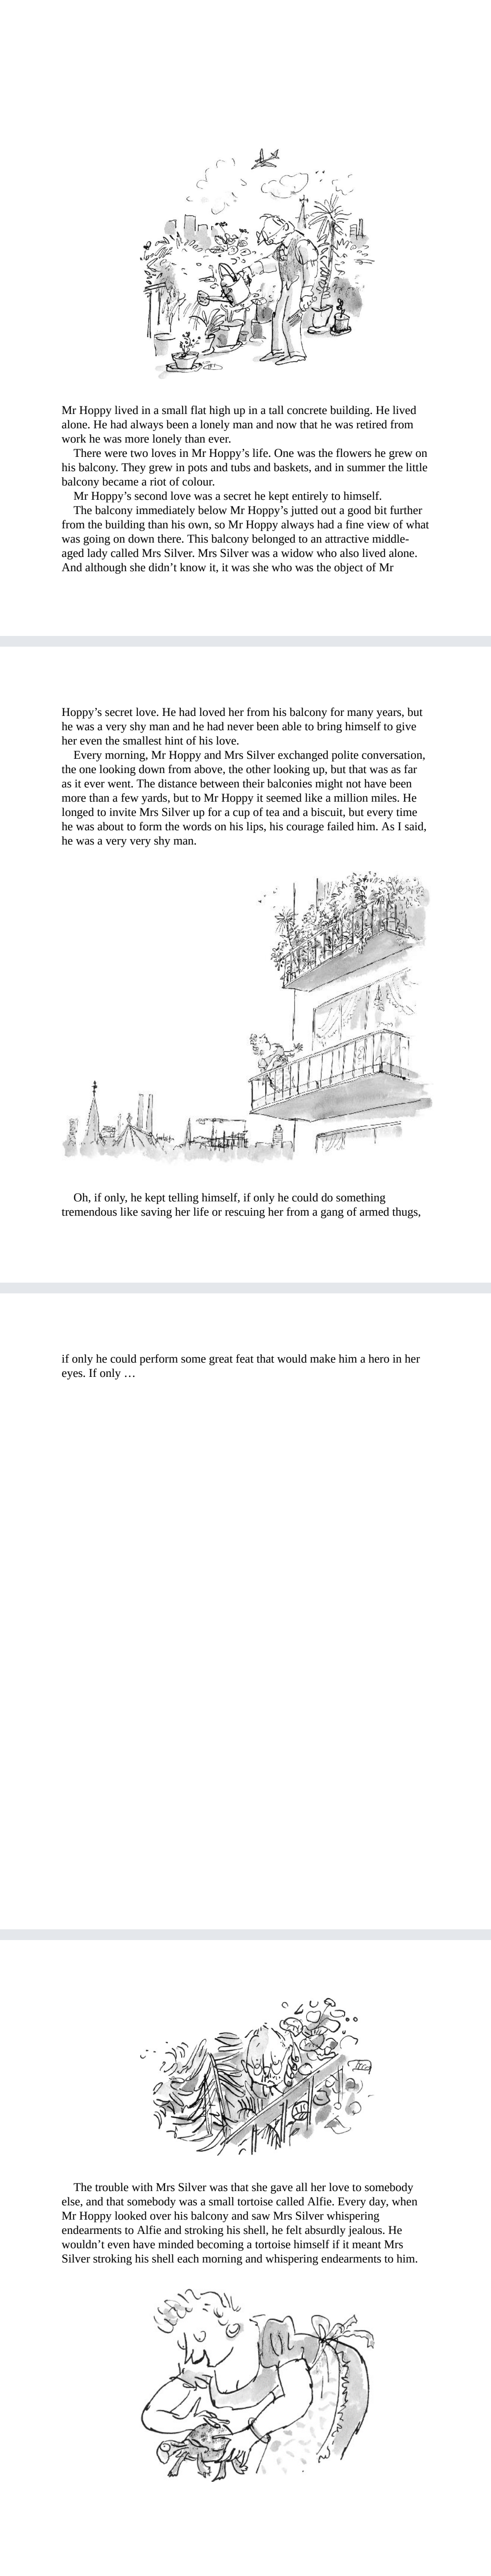 Mr Hoppy lived in a small flat high up in a tall concrete building. He lived
alone. He had always been a lonely man and now that he was retired from
work he was more lonely than ever.
There were two loves in Mr Hoppy’s life. One was the flowers he grew on
his balcony. They grew in pots and tubs and baskets, and in summer the little
balcony became a riot of colour.
Mr Hoppy’s second love was a secret he kept entirely to himself.
The balcony immediately below Mr Hoppy’s jutted out a good bit further
from the building than his own, so Mr Hoppy always had a fine view of what
was going on down there. This balcony belonged to an attractive middle-
aged lady called Mrs Silver. Mrs Silver was a widow who also lived alone.
And although she didn’t know it, it was she who was the object of Mr
Hoppy’s secret love. He had loved her from his balcony for many years, but
he was a very shy man and he had never been able to bring himself to give
her even the smallest hint of his love.
Every morning, Mr Hoppy and Mrs Silver exchanged polite conversation,
the one looking down from above, the other looking up, but that was as far
as it ever went. The distance between their balconies might not have been
more than a few yards, but to Mr Hoppy it seemed like a million miles. He
longed to invite Mrs Silver up for a cup of tea and a biscuit, but every time
he was about to form the words on his lips, his courage failed him. As I said,
he was a very very shy man.
Oh, if only, he kept telling himself, if only he could do something
tremendous like saving her life or rescuing her from a gang of armed thugs,
if only he could perform some great feat that would make him a hero in her
eyes. If only …
The trouble with Mrs Silver was that she gave all her love to somebody
else, and that somebody was a small tortoise called Alfie. Every day, when
Mr Hoppy looked over his balcony and saw Mrs Silver whispering
endearments to Alfie and stroking his shell, he felt absurdly jealous. He
wouldn’t even have minded becoming a tortoise himself if it meant Mrs
Silver stroking his shell each morning and whispering endearments to him.